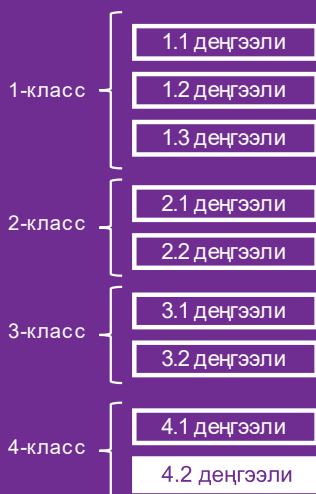 1-класс
1.1 деңгээли
1.2 деңгээли
1.3 деңгээли
2-класс
2.1 деңгээли
2.2 деңгээли
3-класс
3.1 деңгээли
3.2 деңгээли
4-класс
4.1 деңгээли
4.2 деңгээли